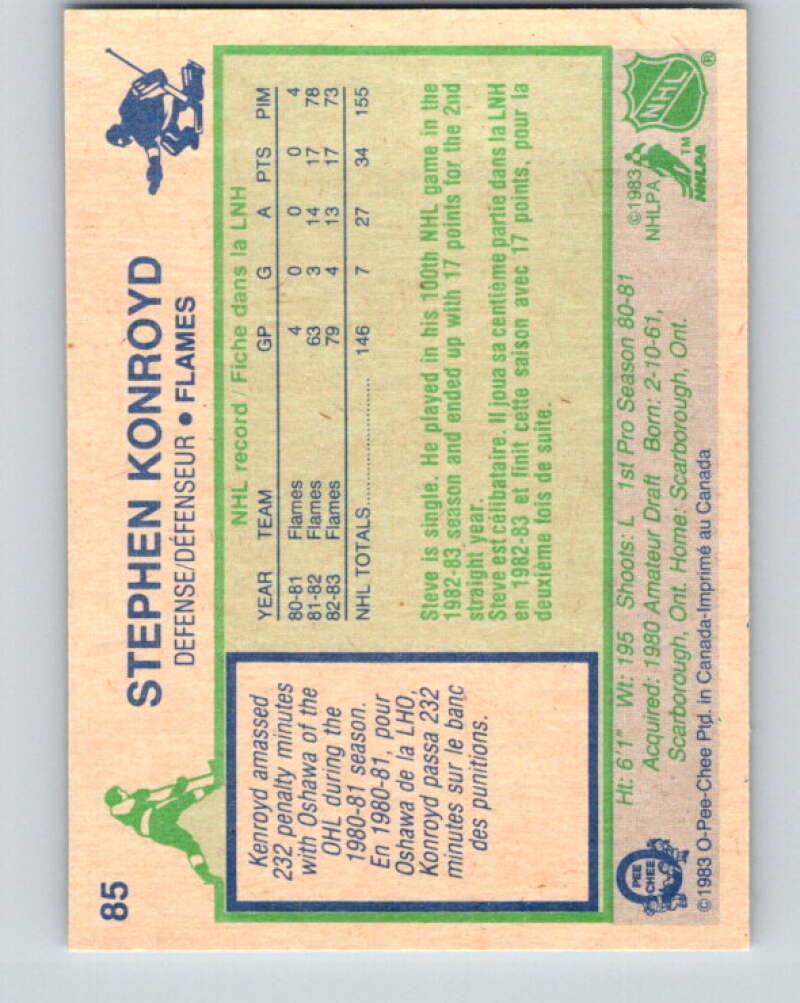 85
STEPHEN KONROYD
DEFENSE/DÉFENSEUR • FLAMES
Kenroyd amassed
232 penalty minutes
with Oshawa of the
OHL during the
1980-81 season.
En 1980-81, pour
Oshawa de la LHO,
Konroyd passa 232
minutes sur le banc
des punitions.
NHL record / Fiche dans la LNH
YEAR TEAM GP G A PTS PIM
80-81 Flames 4 0 0 0 4
81-82 Flames 63 3 14 17 78
82-83 Flames 79 4 13 17 73
NHL TOTALS 146 7 27 34 155
Steve is single. He played in his 100th NHL game in the
1982-83 season and ended up with 17 points for the 2nd
straight year.
Steve est célibataire. Il joua sa centième partie dans la LNH
en 1982-83 et finit cette saison avec 17 points, pour la
deuxième fois de suite.
Ht: 6'1" Wt: 195 Shoots: L 1st Pro Season 80-81
Acquired: 1980 Amateur Draft Born: 2-10-61,
Scarborough, Ont. Home: Scarborough, Ont.
©1983 O-Pee-Chee Ptd. in Canada-Imprimé au Canada
O
PEE
CHEE
©1983
NHLPA
NHLPA
TM
NHL
®